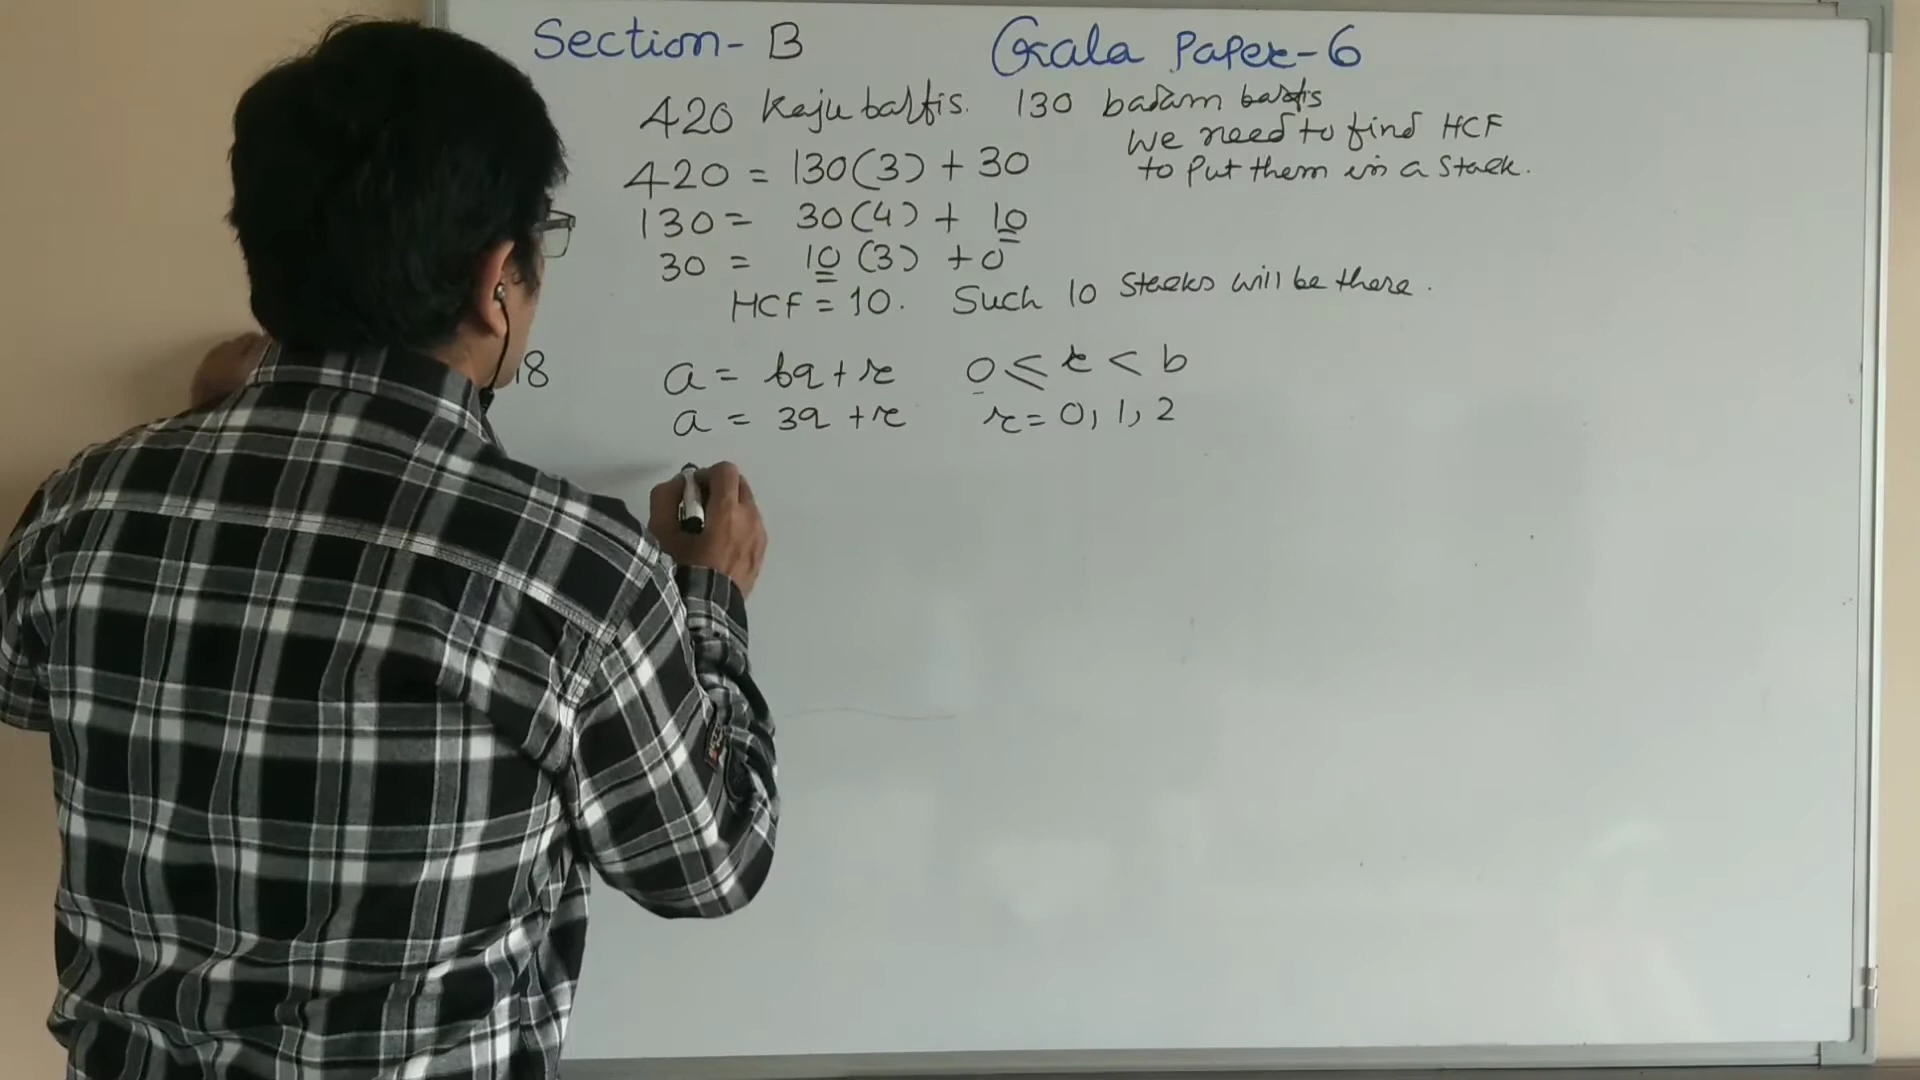 Section - B Gala Paper-6
420 Kaju barfis. 130 badam barfis
We need to find HCF
to Put them in a Stack.
420 = 130(3) + 30
130 = 30(4) + 10
30 = 10(3) + 0
HCF = 10. Such 10 Stacks will be there.
18 a = bq + r 0 ≤ r < b
a = 3q + r r = 0, 1, 2